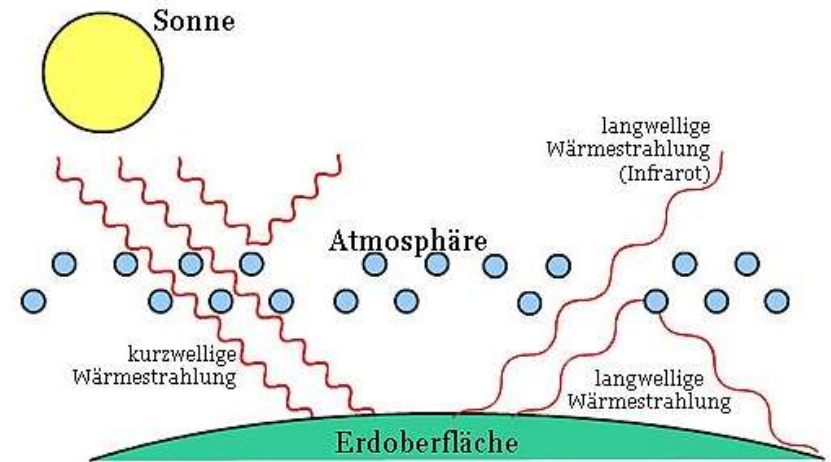 Sonne
langwellige
Wärmestrahlung
(Infrarot)
Atmosphäre
kurzwellige
Wärmestrahlung
langwellige
Wärmestrahlung
Erdoberfläche